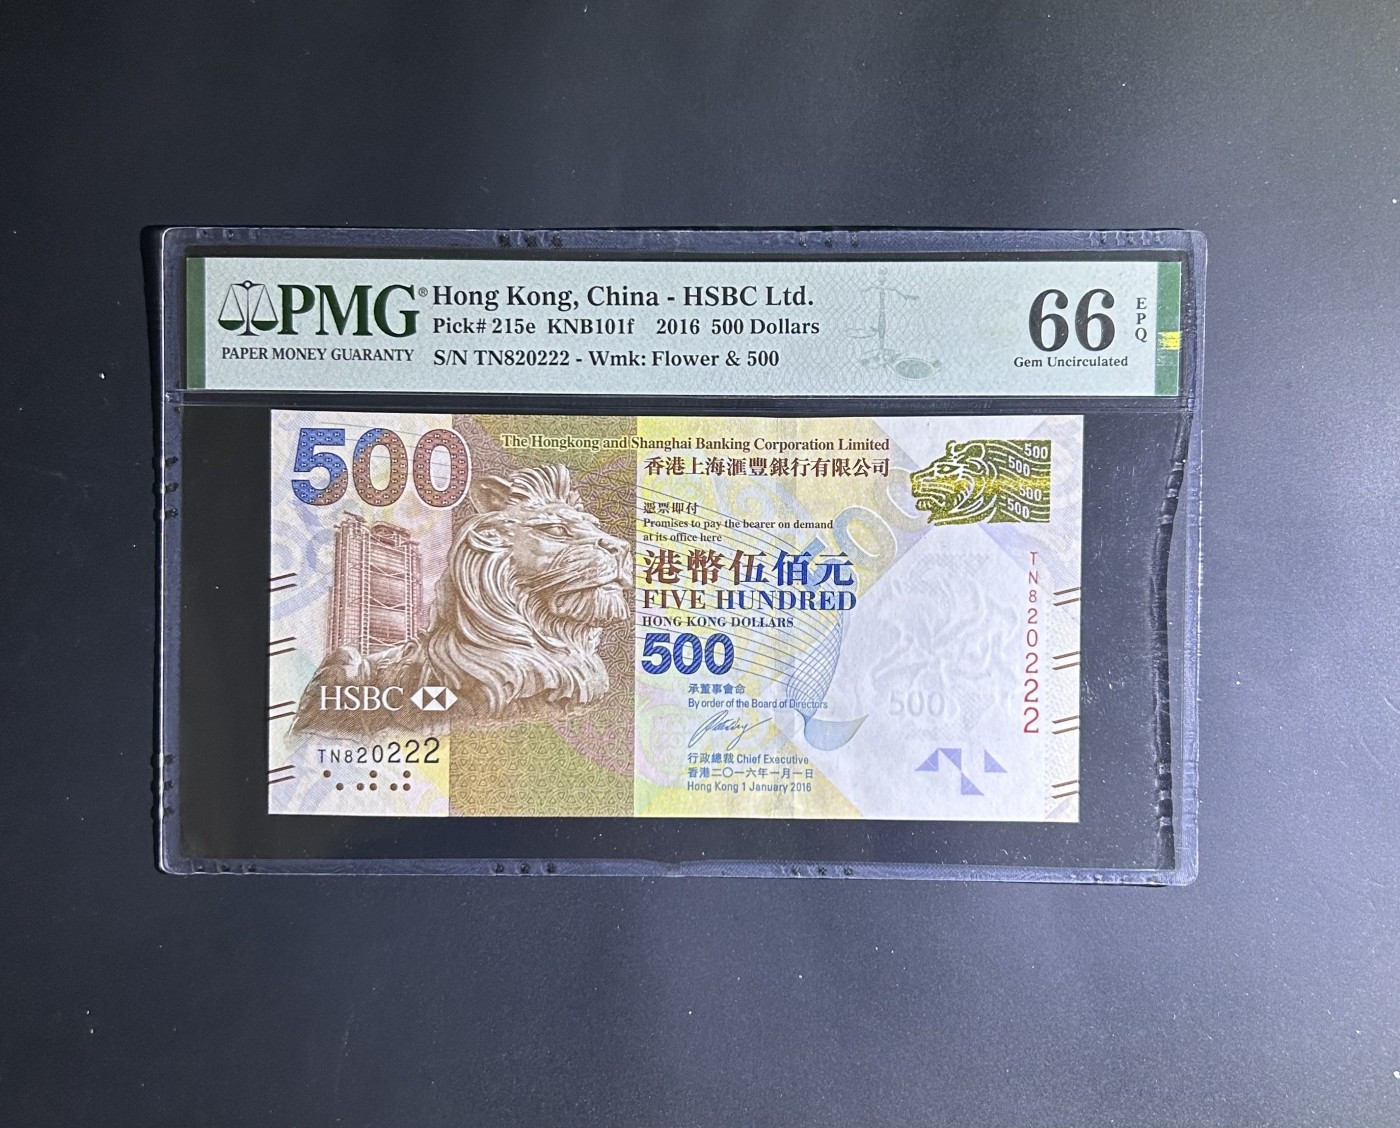 PMG®
PAPER MONEY GUARANTY
Hong Kong, China - HSBC Ltd.
Pick# 215e KNB101f 2016 500 Dollars
S/N TN820222 - Wmk: Flower & 500
66
EPQ
Gem Uncirculated
500
The Hongkong and Shanghai Banking Corporation Limited
香港上海滙豐銀行有限公司
500
500
500
500
憑票即付
Promises to pay the bearer on demand
at its office here
500
港幣伍佰元
FIVE HUNDRED
HONG KONG DOLLARS
500
TN820222
500
HSBC
承董事會命
By order of the Board of Directors
TN820222
行政總裁 Chief Executive
香港二〇一六年一月一日
Hong Kong 1 January 2016